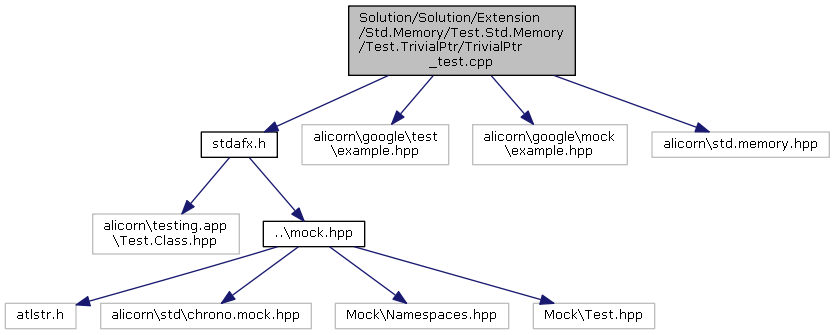 Solution/Solution/Extension
/Std.Memory/Test.Std.Memory
/Test.TrivialPtr/TrivialPtr
_test.cpp
stdafx.h
alicorn\google\test
\example.hpp
alicorn\google\mock
\example.hpp
alicorn\std.memory.hpp
alicorn\testing.app
\Test.Class.hpp
..\mock.hpp
atlstr.h
alicorn\std\chrono.mock.hpp
Mock\Namespaces.hpp
Mock\Test.hpp